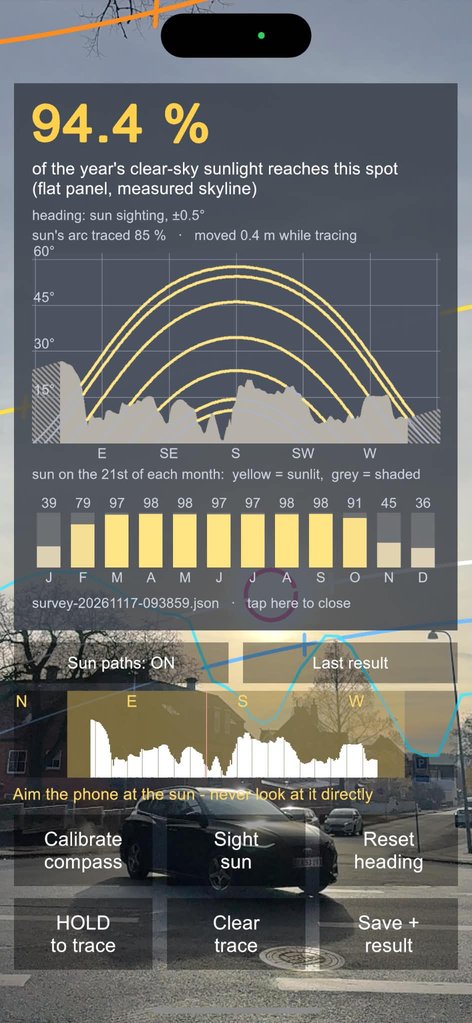 94.4 %
of the year's clear-sky sunlight reaches this spot
(flat panel, measured skyline)
heading: sun sighting, ±0.5°
sun's arc traced 85 %   ·   moved 0.4 m while tracing
60°
45°
30°
15°
E SE S SW W
sun on the 21st of each month:  yellow = sunlit,  grey = shaded
39 79 97 98 98 97 97 98 98 91 45 36
J F M A M J J A S O N D
survey-20261117-093859.json   ·   tap here to close
Sun paths: ON
Last result
N E S W
Aim the phone at the sun - never look at it directly
Calibrate
compass
Sight
sun
Reset
heading
HOLD
to trace
Clear
trace
Save +
result